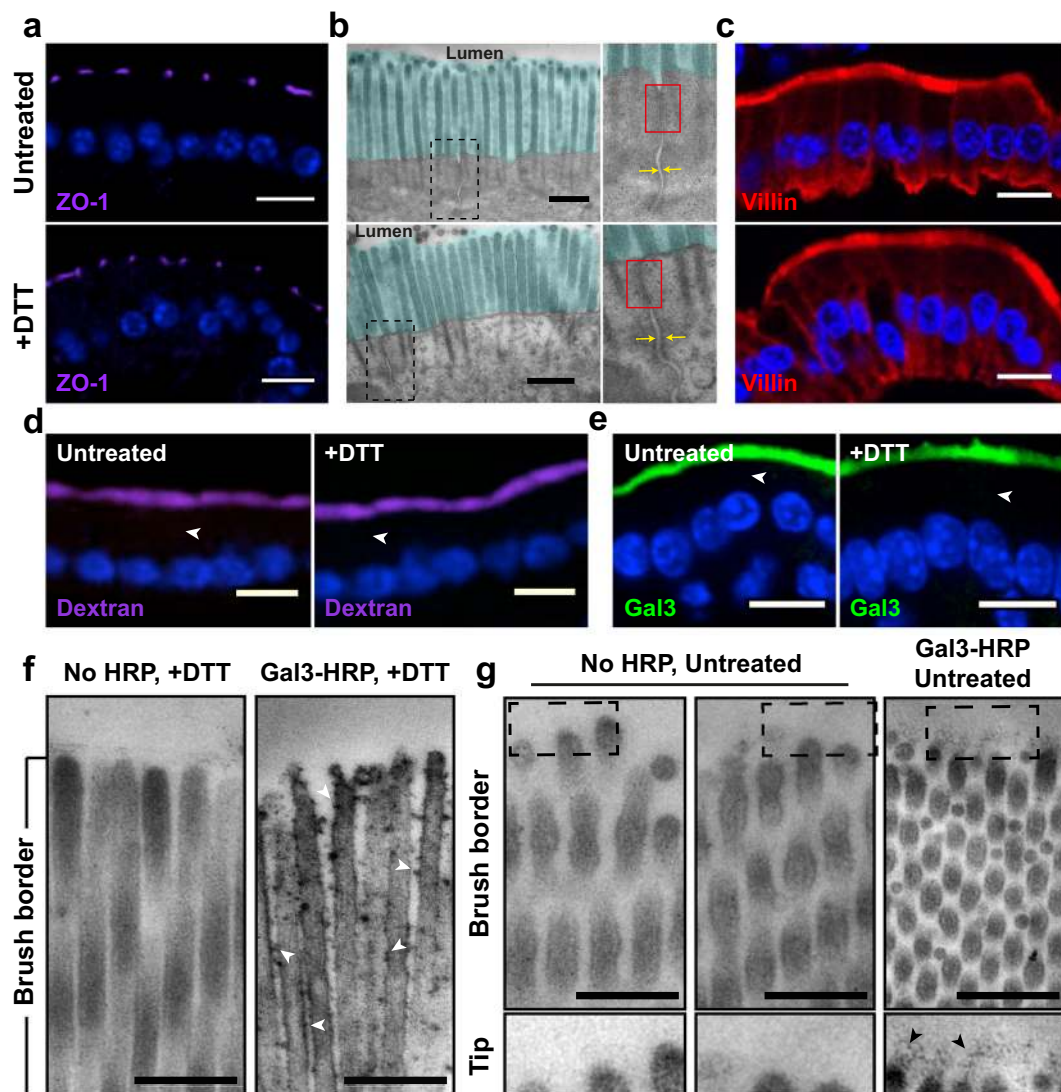 a
b
c
Untreated
ZO-1
Lumen
Villin
+DTT
ZO-1
Lumen
Villin
d
e
Untreated
+DTT
Untreated
+DTT
Dextran
Dextran
Gal3
Gal3
f
No HRP, +DTT
Gal3-HRP, +DTT
g
No HRP, Untreated
Gal3-HRP
Untreated
Brush border
Brush border
Tip